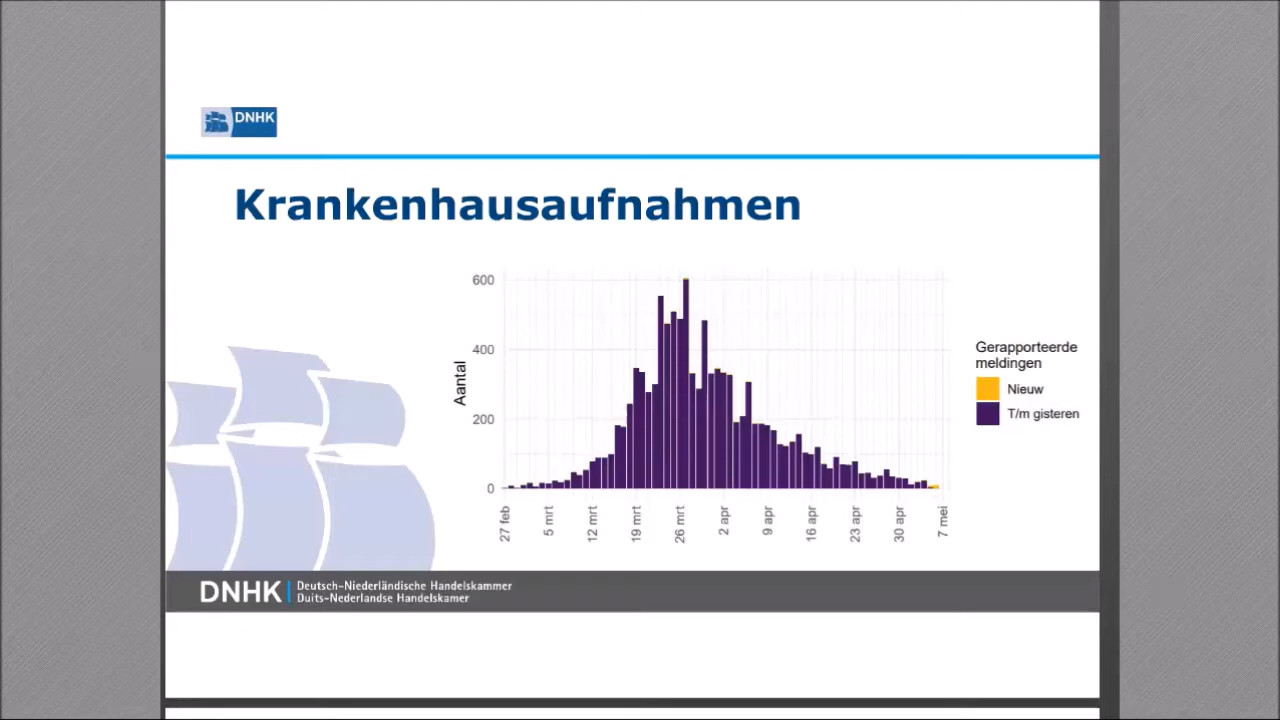 DNHK
Krankenhausaufnahmen
600
400
200
0
Aantal
27 feb
5 mrt
12 mrt
19 mrt
26 mrt
2 apr
9 apr
16 apr
23 apr
30 apr
7 mei
Gerapporteerde
meldingen
Nieuw
T/m gisteren
DNHK
Deutsch-Niederländische Handelskammer
Duits-Nederlandse Handelskamer